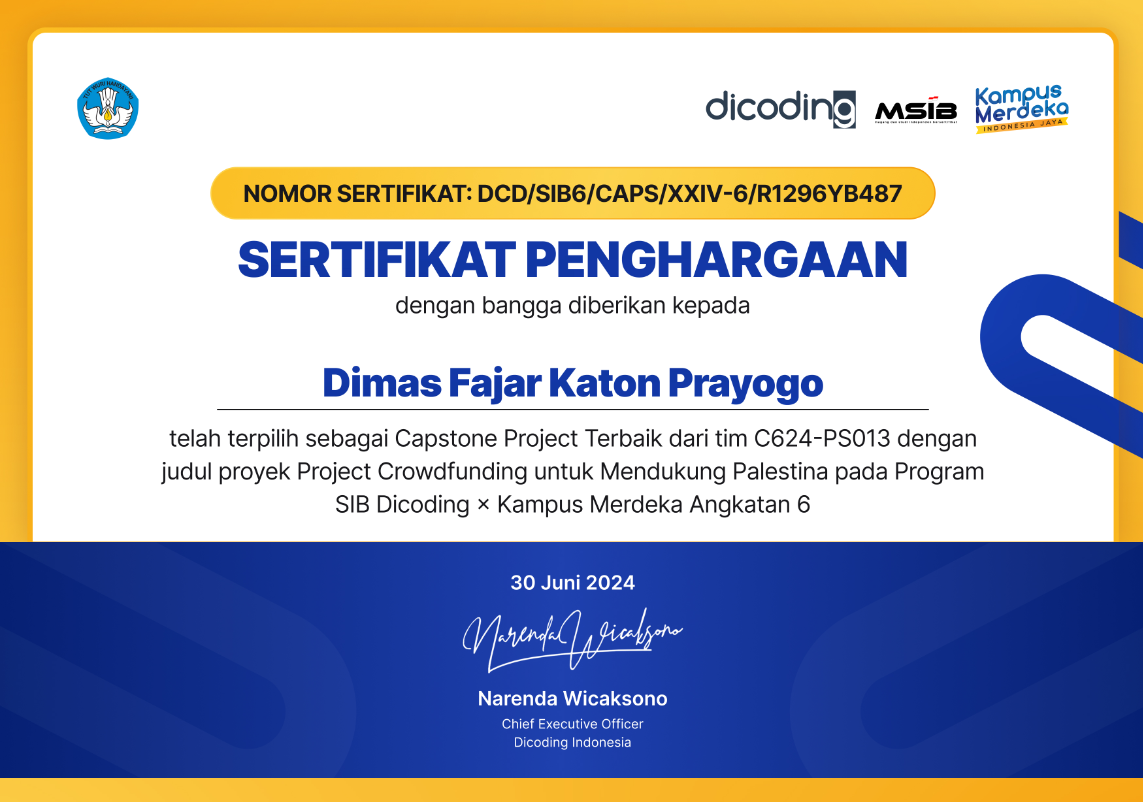 TUT WURI HANDAYANI
dicoding
MSIB
Kampus
Merdeka
INDONESIA JAYA
NOMOR SERTIFIKAT: DCD/SIB6/CAPS/XXIV-6/R1296YB487
SERTIFIKAT PENGHARGAAN
dengan bangga diberikan kepada
Dimas Fajar Katon Prayogo
telah terpilih sebagai Capstone Project Terbaik dari tim C624-PS013 dengan
judul proyek Project Crowdfunding untuk Mendukung Palestina pada Program
SIB Dicoding × Kampus Merdeka Angkatan 6
30 Juni 2024
Narenda Wicaksono
Narenda Wicaksono
Chief Executive Officer
Dicoding Indonesia